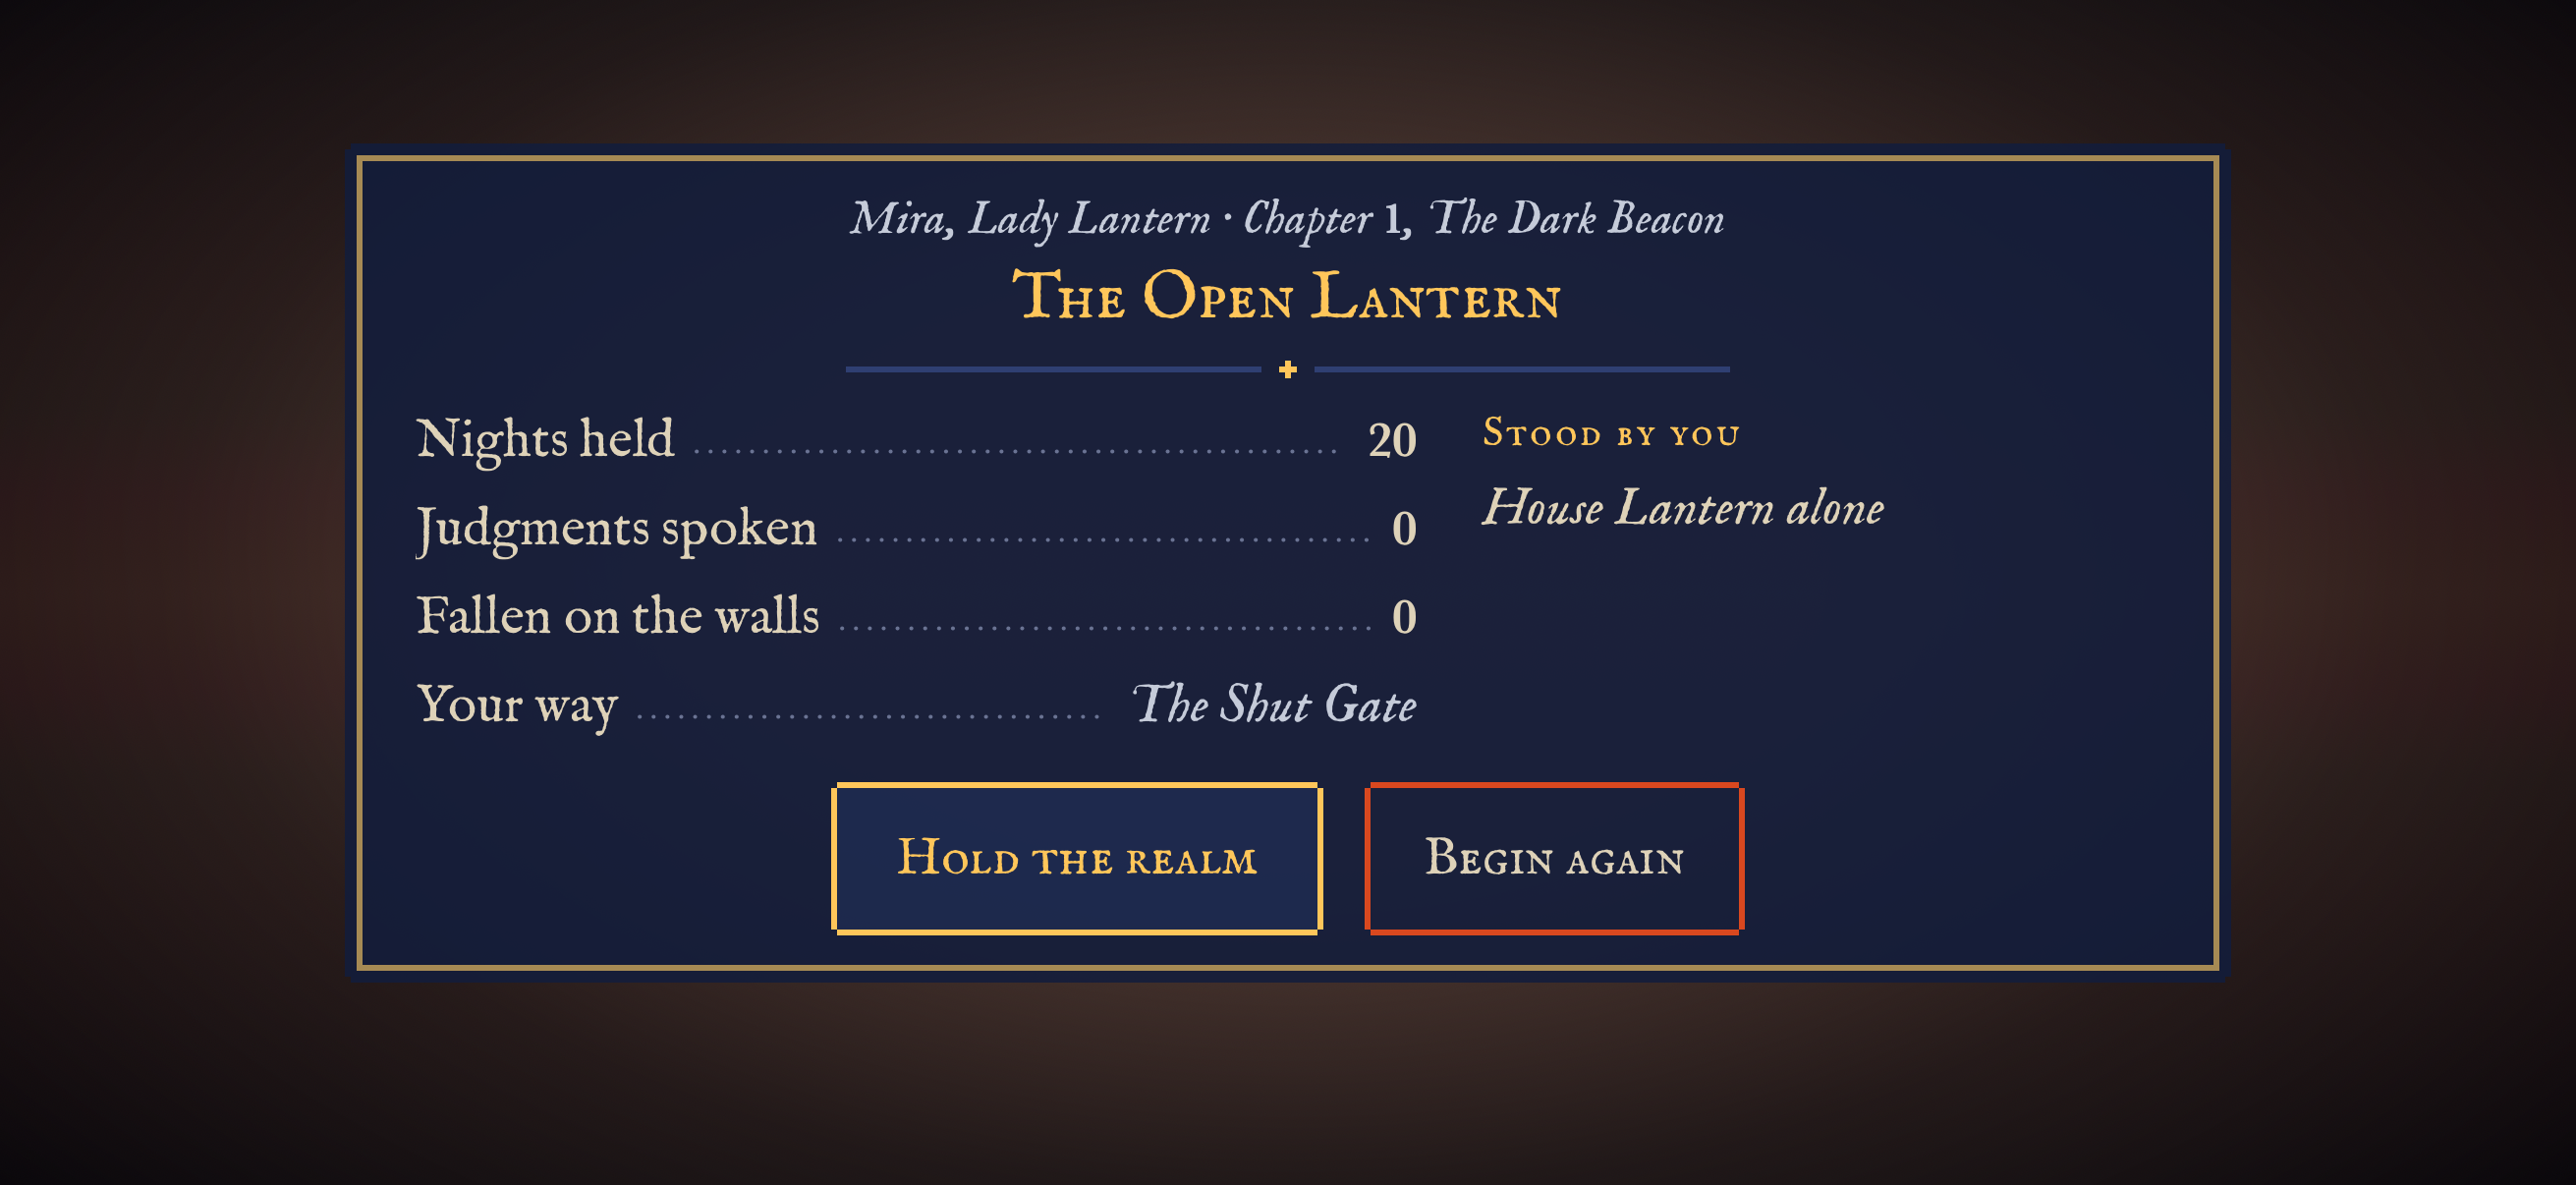 Mira, Lady Lantern · Chapter 1, The Dark Beacon
The Open Lantern
Nights held 20
Judgments spoken 0
Fallen on the walls 0
Your way The Shut Gate
Stood by you
House Lantern alone
Hold the realm
Begin again